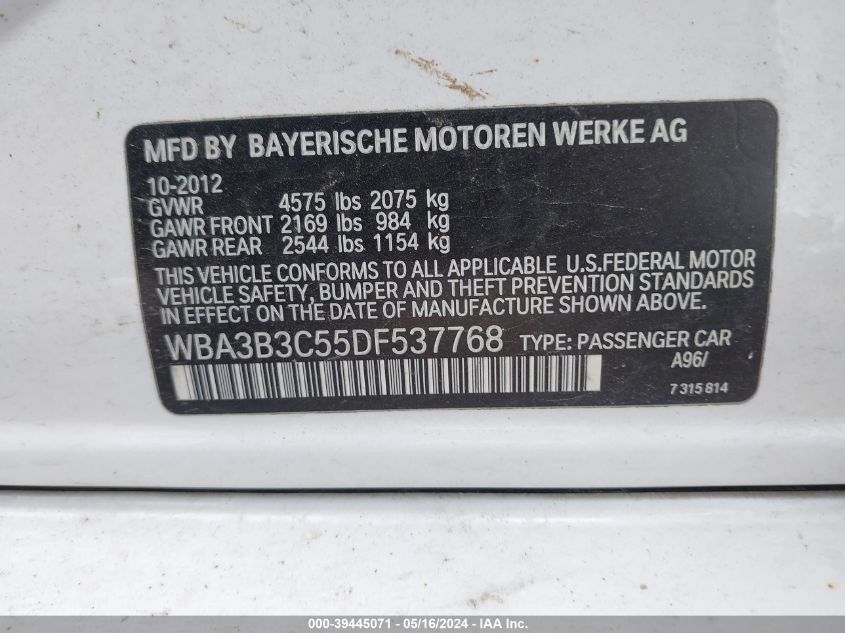 MFD BY BAYERISCHE MOTOREN WERKE AG
10-2012
GVWR 4575 lbs 2075 kg
GAWR FRONT 2169 lbs 984 kg
GAWR REAR 2544 lbs 1154 kg
THIS VEHICLE CONFORMS TO ALL APPLICABLE U.S.FEDERAL MOTOR
VEHICLE SAFETY, BUMPER AND THEFT PREVENTION STANDARDS
IN EFFECT ON THE DATE OF MANUFACTURE SHOWN ABOVE.
WBA3B3C55DF537768 TYPE: PASSENGER CAR
A96/
7 315 814
000-39445071 - 05/16/2024 - IAAI Inc.